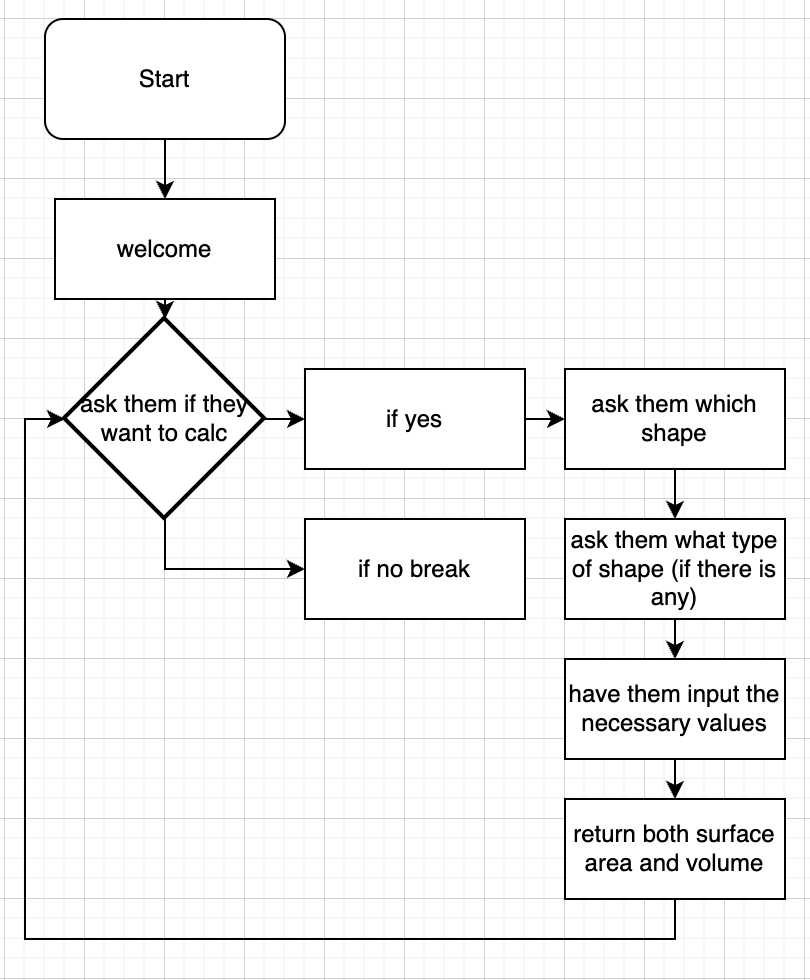 Start
welcome
ask them if they
want to calc
if yes
ask them which
shape
if no break
ask them what type
of shape (if there is
any)
have them input the
necessary values
return both surface
area and volume